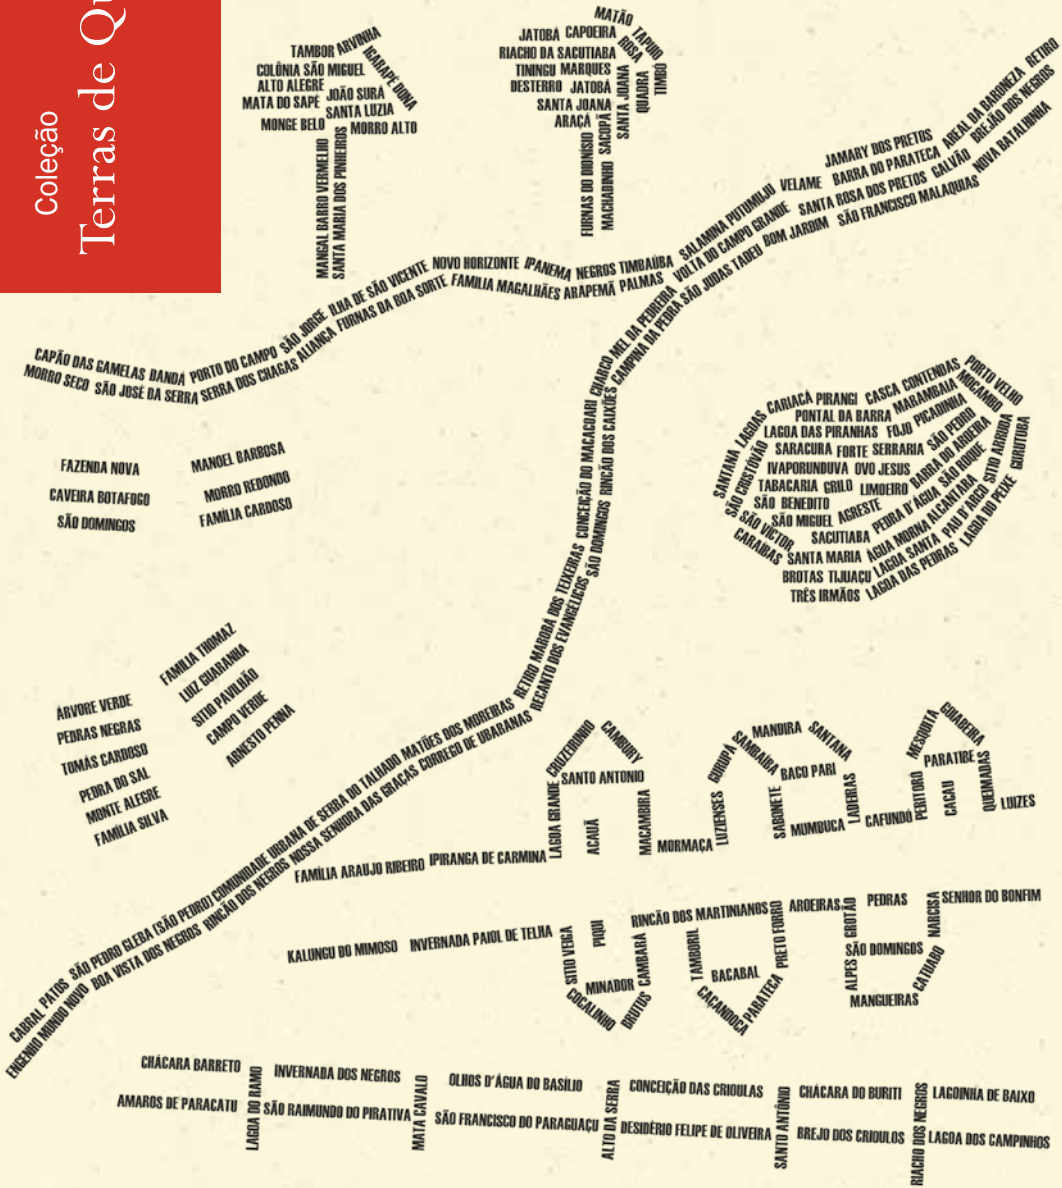 Coleção
Terras de Qu
TAMBOR ARVINHA
IGARAPÉ DONA
COLÔNIA SÃO MIGUEL
ALTO ALEGRE
MATA DO SAPÉ JOÃO SURÁ
SANTA LUZIA
MONGE BELO MORRO ALTO
MANGAL BARRO VERMELHO
SANTA MARIA DOS PINHEIROS
MATÃO TAPUIO
JATOBÁ CAPOEIRA ROSA
RIACHO DA SACUTIABA
TININGU MARQUES
DESTERRO JATOBÁ
SANTA JOANA
ARAÇÁ
SANTA JOANA
QUADRA
TIMBÓ
FURNAS DO DIONÍSIO
MACHADINHO SACOPÃ
CAPÃO DAS GAMELAS BANDA PORTO DO CAMPO SÃO JORGE ILHA DE SÃO VICENTE NOVO HORIZONTE IPANEMA NEGROS TIMBAÚBA SALAMINA PUTUMUJU VELAME BARRA DO PARATECA AREAL DA BARONEZA RETIRO
JAMARY DOS PRETOS
MORRO SECO SÃO JOSÉ DA SERRA SERRA DOS CHAGAS ALIANÇA FURNAS DA BOA SORTE FAMILIA MAGALHÃES ARAPEMÃ PALMAS
VOLTA DO CAMPO GRANDE SANTA ROSA DOS PRETOS GALVÃO BREJÃO DOS NEGROS
CAMPINA DA PEDRA SÃO JUDAS TADEU BOM JARDIM SÃO FRANCISCO MALAQUIAS NOVA BATALHINHA
CABRAL PATOS SÃO PEDRO GLEBA (SÃO PEDRO) COMUNIDADE URBANA DE SERRA DO TALHADO MATÕES DOS MOREIRAS RETIRO MAROBÁ DOS TEIXEIRAS CONCEIÇÃO DO MACACOARI CHARCO MEL DA PEDREIRA
ENGENHO MUNDO NOVO BOA VISTA DOS NEGROS RINCÃO DOS NEGROS NOSSA SENHORA DAS GRAÇAS CORREGO DE UBARANAS RECANTO DOS EVANGÉLICOS SÃO DOMINGOS RINCÃO DOS CAIXÕES
FAZENDA NOVA
CAVEIRA BOTAFOGO
SÃO DOMINGOS
MANOEL BARBOSA
MORRO REDONDO
FAMÍLIA CARDOSO
SANTANA LAGOAS CARIACÁ PIRANGI CASCA CONTENDAS PORTO VELHO
PONTAL DA BARRA MARAMBAIA MOCAMBO
LAGOA DAS PIRANHAS FOJO PICADINHA
SÃO CRISTÓVÃO SARACURA FORTE SERRARIA SÃO PEDRO
IVAPORUNDUVA OVO JESUS
TABACARIA GRILO LIMOEIRO BARRA DO AROEIRA
SÃO BENEDITO
SÃO MIGUEL AGRESTE
SÃO VICTOR
SACUTIABA PEDRA D'ÁGUA SÃO ROQUE
CARAIBAS SANTA MARIA ÁGUA MORNA ALCANTARA SITIO ARRUDA
BROTAS TIJUAÇU LAGOA SANTA PAU D'ARCO
TRÊS IRMÃOS LAGOA DAS PEDRAS LAGOA DO PEIXE GURUTUBA
ÁRVORE VERDE
PEDRAS NEGRAS
TOMÁS CARDOSO
PEDRA DO SAL
MONTE ALEGRE
FAMÍLIA SILVA
FAMILIA THOMAZ
LUIZ GUARANHA
SITIO PAVILHÃO
CAMPO VERDE
ARNESTO PENNA
FAMÍLIA ARAUJO RIBEIRO IPIRANGA DE CARMINA
LAGOA GRANDE
CRUZEIRINHO CAMBURY
SANTO ANTONIO
ACAUÃ
MACAMBIRA
MORMAÇA
LUZIENSES
GURUPÁ SAMBAÍBA
MANDIRA SANTANA
BACO PARI
SABONETE
MUMBUCA
LADEIRAS
CAFUNDÓ
PERITORÓ
MESQUITA GUABEIRA
PARATIBE
CACAU
QUEIMADAS
LUIZES
KALUNGU DO MIMOSO INVERNADA PAIOL DE TELHA
SITIO VEIGA
PIQUI
MINADOR
CAMBARÁ
COCALINHO BRUTUS
RINCÃO DOS MARTINIANOS
TAMBORIL
BACABAL
PRETO FORRO
CAÇANDOCA PARATECA
AROEIRAS
ALPES GROTÃO
PEDRAS
SÃO DOMINGOS
NARCISA
CATUABO
MANGUEIRAS
SENHOR DO BONFIM
CHÁCARA BARRETO
AMAROS DE PARACATU
LAGOA DO RAMO
INVERNADA DOS NEGROS
SÃO RAIMUNDO DO PIRATIVA
MATA CAVALO
OLHOS D'ÁGUA DO BASÍLIO
SÃO FRANCISCO DO PARAGUAÇU
ALTO DA SERRA
CONCEIÇÃO DAS CRIOULAS
DESIDÉRIO FELIPE DE OLIVEIRA
SANTO ANTÔNIO
CHÁCARA DO BURITI
BREJO DOS CRIOULOS
RIACHO DOS NEGROS
LAGOINHA DE BAIXO
LAGOA DOS CAMPINHOS